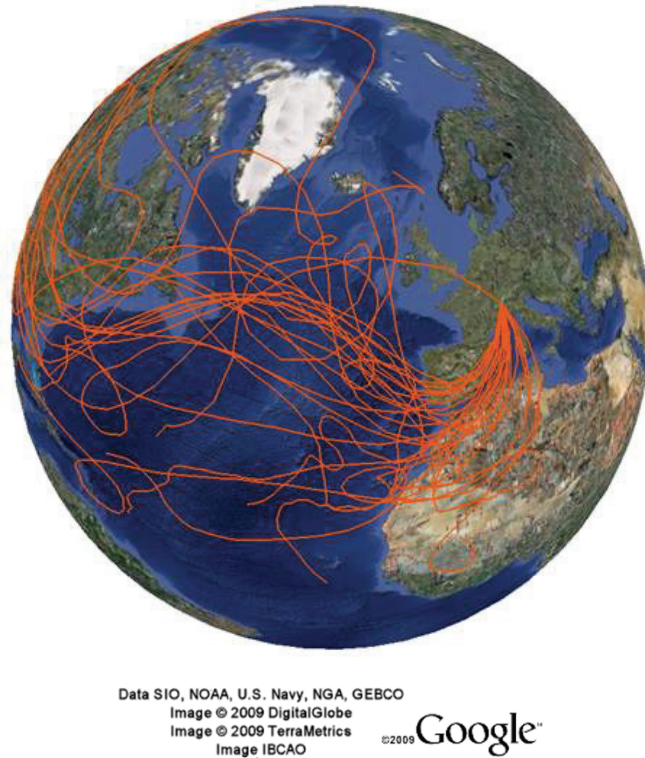 Data SIO, NOAA, U.S. Navy, NGA, GEBCO
Image © 2009 DigitalGlobe
Image © 2009 TerraMetrics
Image IBCAO
©2009 Google™